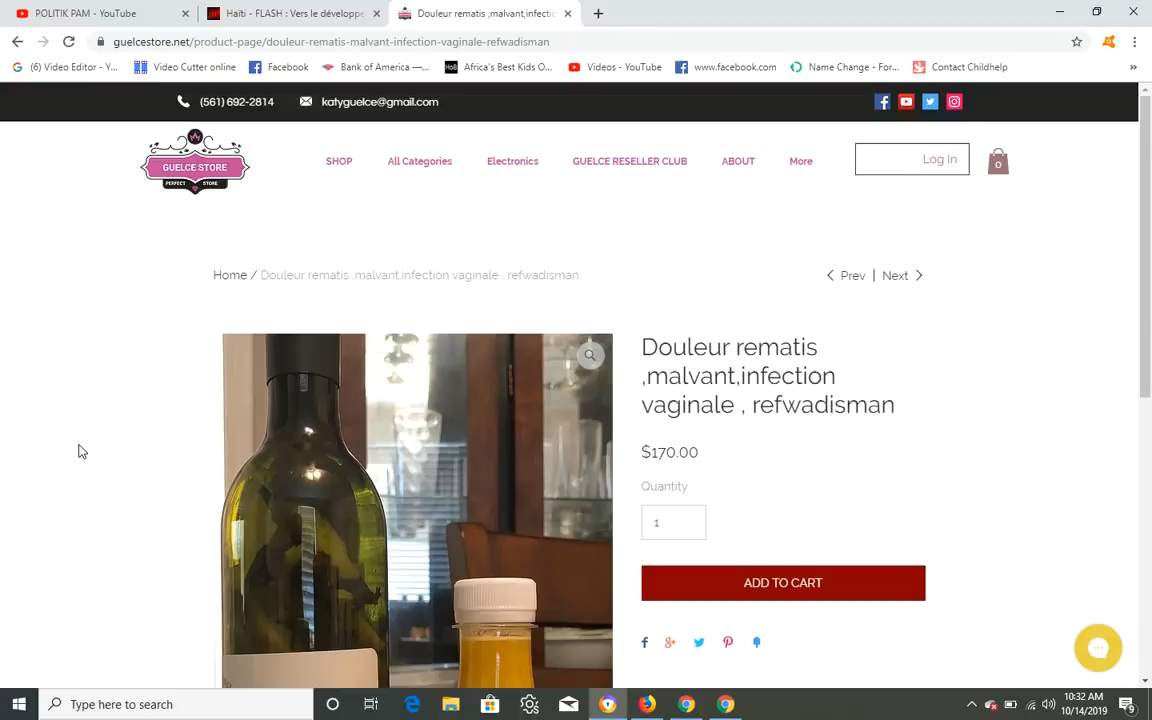 POLITIK PAM - YouTube
Haïti - FLASH : Vers le développe
Douleur rematis ,malvant,infectio
guelcestore.net/product-page/douleur-rematis-malvant-infection-vaginale-refwadisman
(6) Video Editor - Y...
Video Cutter online
Facebook
Bank of America —...
HoB
Africa's Best Kids O...
Videos - YouTube
www.facebook.com
Name Change - For...
Contact Childhelp
(561) 692-2814
katyguelce@gmail.com
GUELCE STORE
PERFECT STORE
SHOP
All Categories
Electronics
GUELCE RESELLER CLUB
ABOUT
More
Log In
0
Home / Douleur rematis ,malvant,infection vaginale , refwadisman
Prev | Next
Douleur rematis
,malvant,infection
vaginale , refwadisman
$170.00
Quantity
1
ADD TO CART
Type here to search
10:32 AM
10/14/2019
9